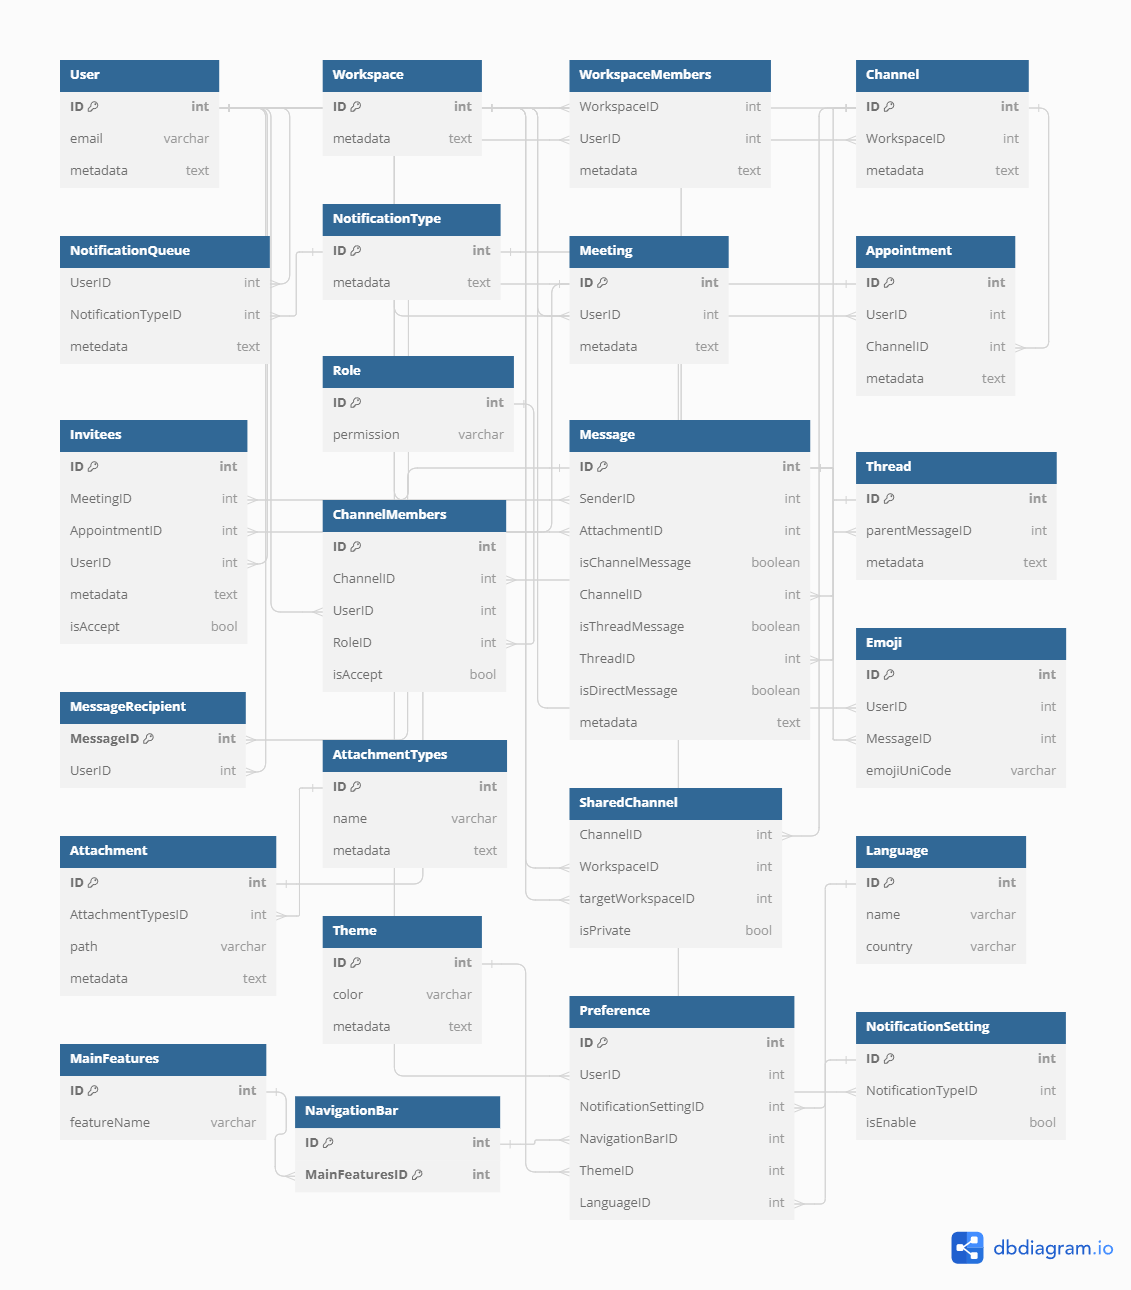 User
ID int
email varchar
metadata text
Workspace
ID int
metadata text
WorkspaceMembers
WorkspaceID int
UserID int
metadata text
Channel
ID int
WorkspaceID int
metadata text
NotificationQueue
UserID int
NotificationTypeID int
metedata text
NotificationType
ID int
metadata text
Meeting
ID int
UserID int
metadata text
Appointment
ID int
UserID int
ChannelID int
metadata text
Role
ID int
permission varchar
Invitees
ID int
MeetingID int
AppointmentID int
UserID int
metadata text
isAccept bool
ChannelMembers
ID int
ChannelID int
UserID int
RoleID int
isAccept bool
Message
ID int
SenderID int
AttachmentID int
isChannelMessage boolean
ChannelID int
isThreadMessage boolean
ThreadID int
isDirectMessage boolean
metadata text
Thread
ID int
parentMessageID int
metadata text
Emoji
ID int
UserID int
MessageID int
emojiUniCode varchar
MessageRecipient
MessageID int
UserID int
AttachmentTypes
ID int
name varchar
metadata text
SharedChannel
ChannelID int
WorkspaceID int
targetWorkspaceID int
isPrivate bool
Language
ID int
name varchar
country varchar
Attachment
ID int
AttachmentTypesID int
path varchar
metadata text
Theme
ID int
color varchar
metadata text
Preference
ID int
UserID int
NotificationSettingID int
NavigationBarID int
ThemeID int
LanguageID int
NotificationSetting
ID int
NotificationTypeID int
isEnable bool
MainFeatures
ID int
featureName varchar
NavigationBar
ID int
MainFeaturesID int
dbdiagram.io